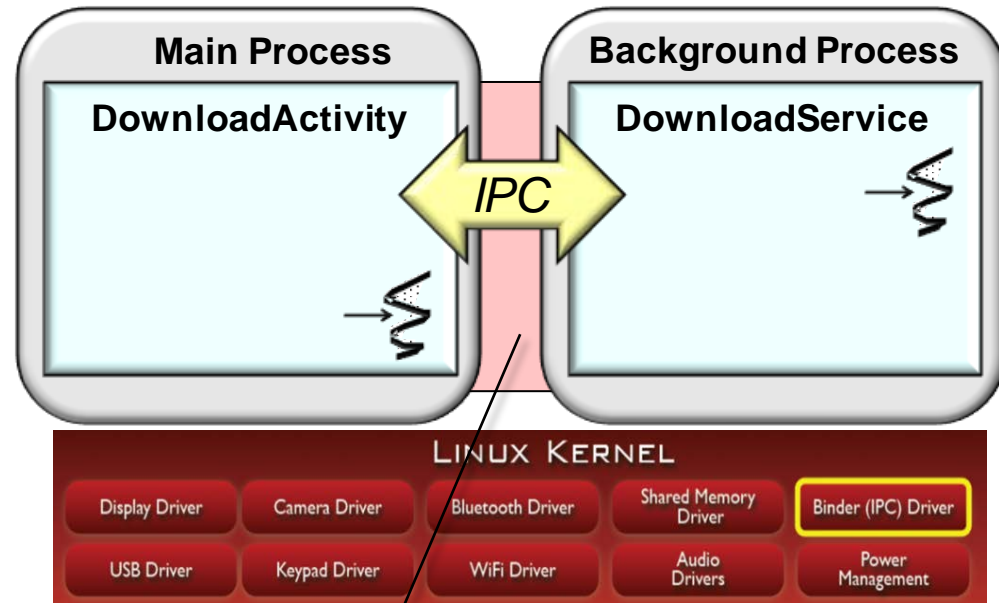 Main Process
Background Process
DownloadActivity
DownloadService
IPC
LINUX KERNEL
Display Driver
Camera Driver
Bluetooth Driver
Shared Memory
Driver
Binder (IPC) Driver
USB Driver
Keypad Driver
WiFi Driver
Audio
Drivers
Power
Management